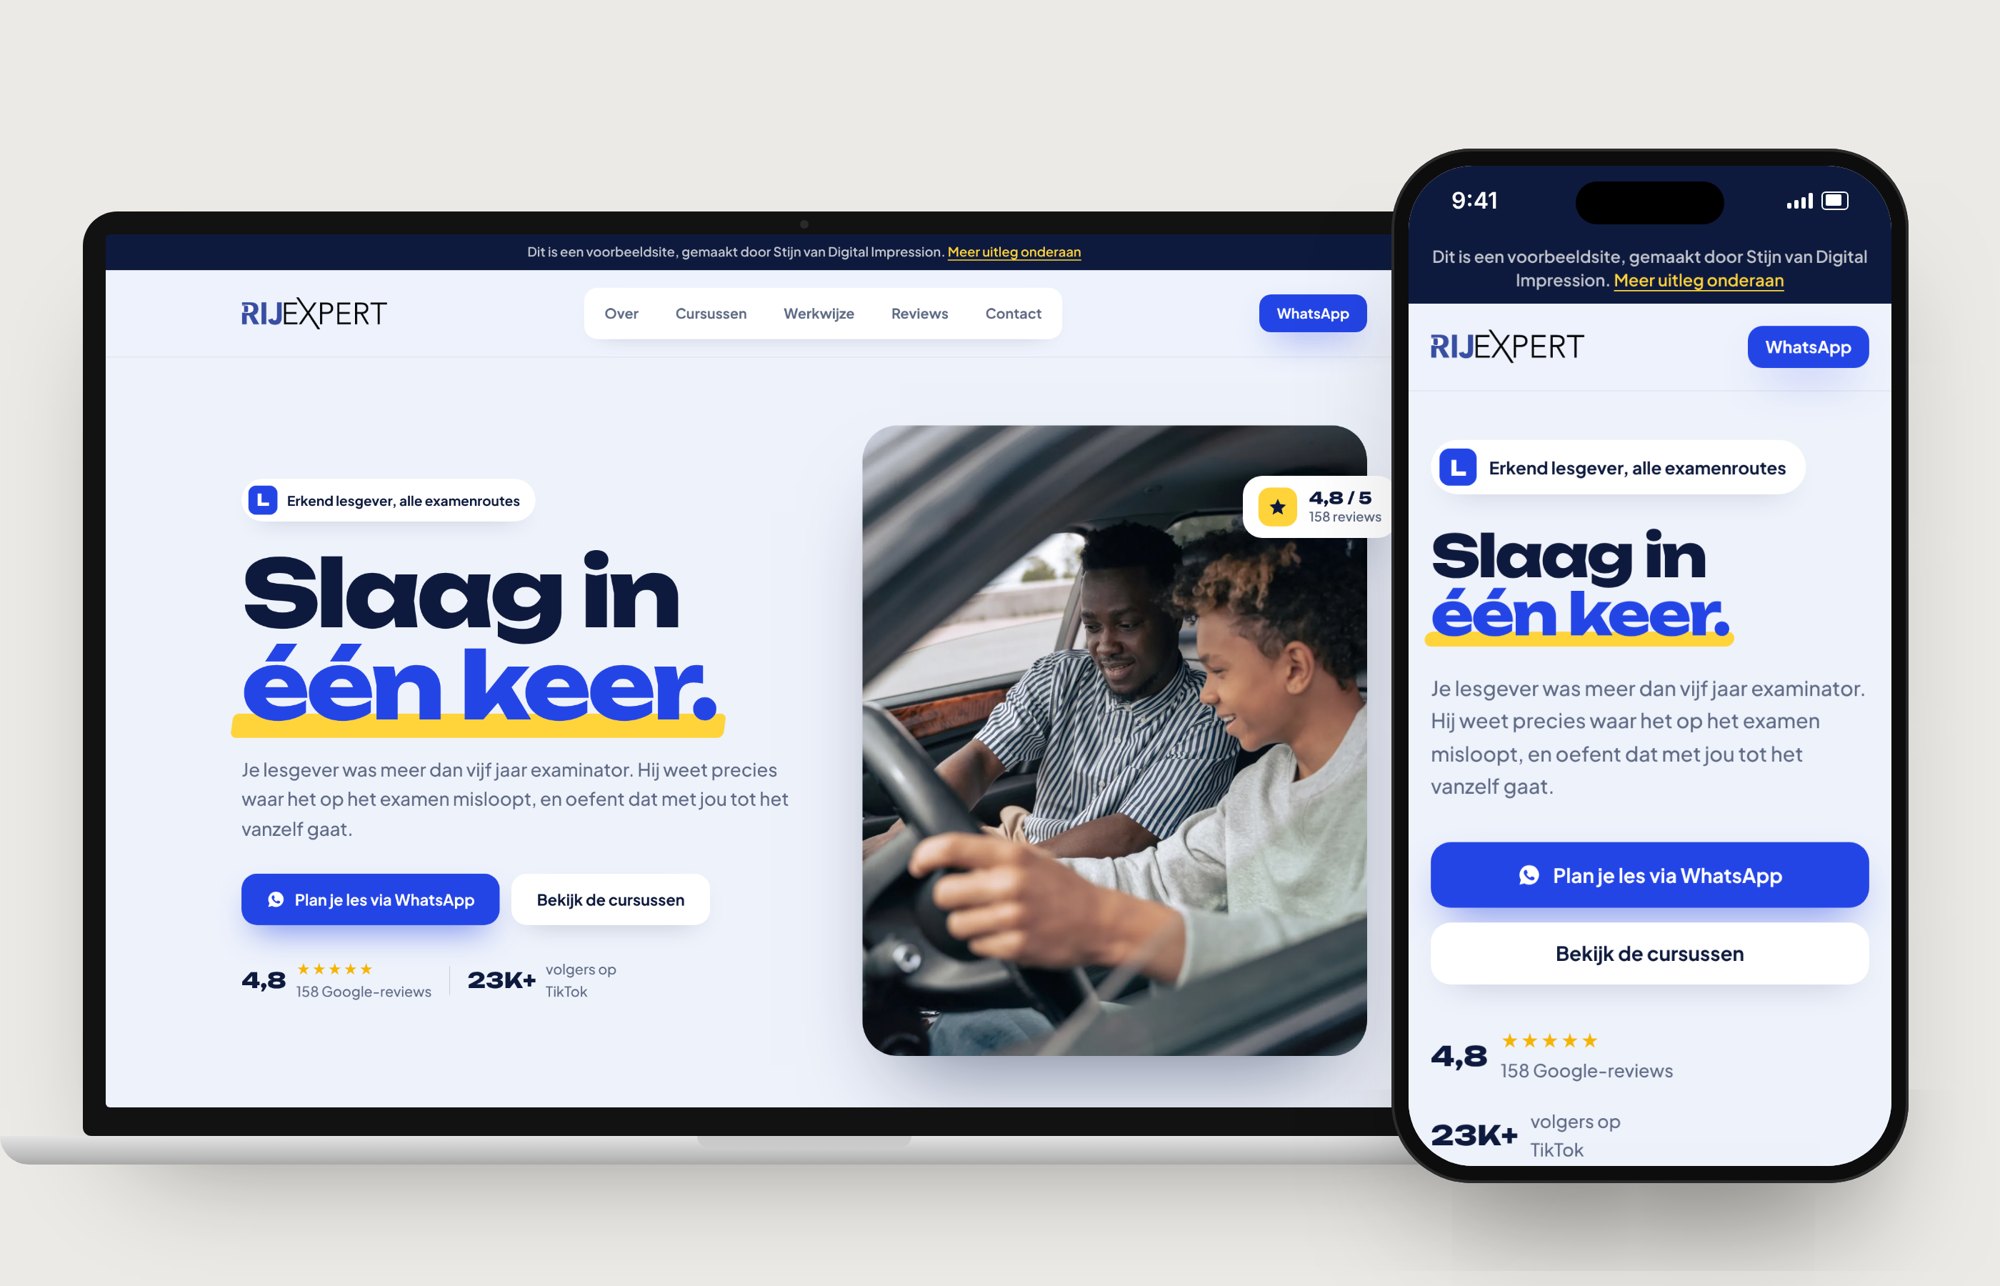 Dit is een voorbeeldsite, gemaakt door Stijn van Digital Impression. Meer uitleg onderaan
RIJEXPERT
Over
Cursussen
Werkwijze
Reviews
Contact
WhatsApp
L
Erkend lesgever, alle examenroutes
Slaag in
één keer.
Je lesgever was meer dan vijf jaar examinator. Hij weet precies
waar het op het examen misloopt, en oefent dat met jou tot het
vanzelf gaat.
Plan je les via WhatsApp
Bekijk de cursussen
4,8
158 Google-reviews
23K+
volgers op
TikTok
4,8 / 5
158 reviews
9:41
Dit is een voorbeeldsite, gemaakt door Stijn van Digital
Impression. Meer uitleg onderaan
RIJEXPERT
WhatsApp
L
Erkend lesgever, alle examenroutes
Slaag in
één keer.
Je lesgever was meer dan vijf jaar examinator.
Hij weet precies waar het op het examen
misloopt, en oefent dat met jou tot het
vanzelf gaat.
Plan je les via WhatsApp
Bekijk de cursussen
4,8
158 Google-reviews
23K+
volgers op
TikTok